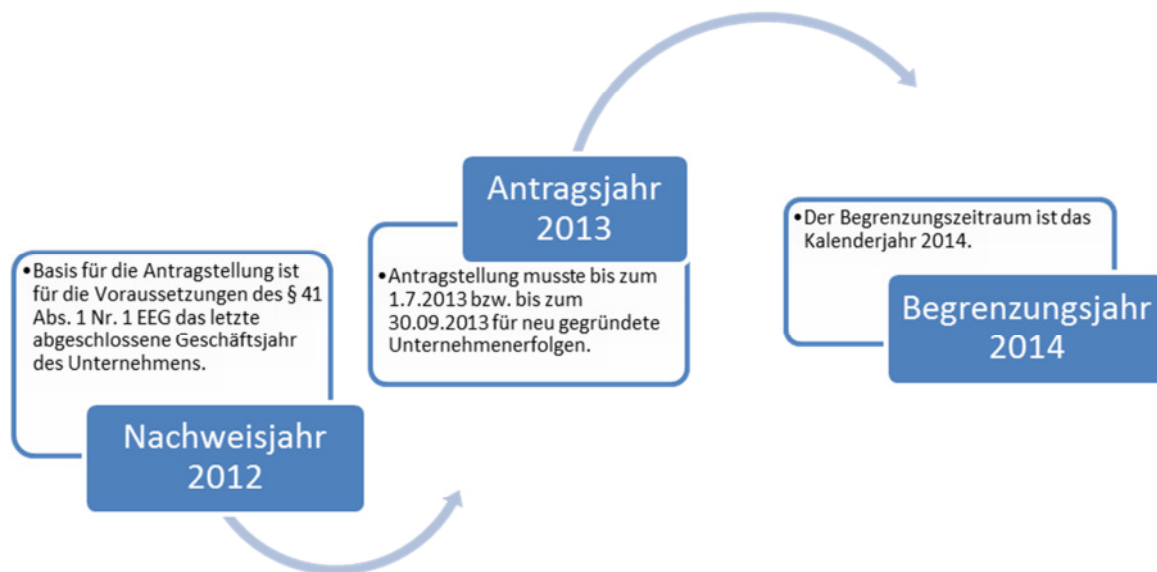 •Basis für die Antragstellung ist
für die Voraussetzungen des § 41
Abs. 1 Nr. 1 EEG das letzte
abgeschlossene Geschäftsjahr
des Unternehmens.
Nachweisjahr
2012
Antragsjahr
2013
•Antragstellung musste bis zum
1.7.2013 bzw. bis zum
30.09.2013 für neu gegründete
Unternehmenerfolgen.
•Der Begrenzungszeitraum ist das
Kalenderjahr 2014.
Begrenzungsjahr
2014